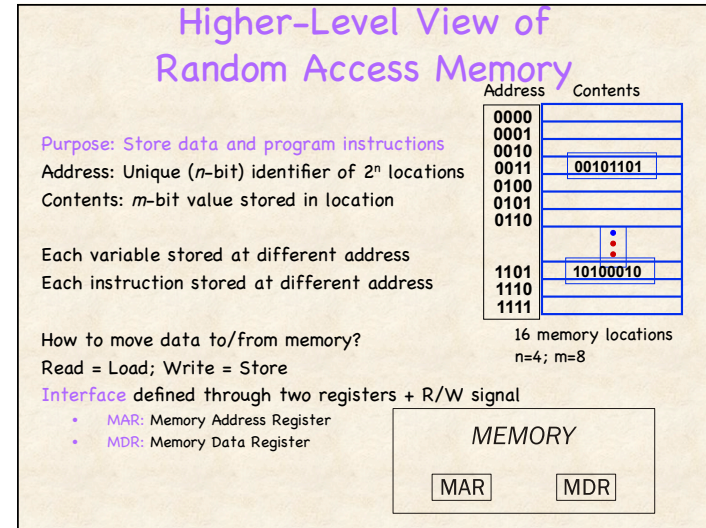 Higher-Level View of
Random Access Memory
Purpose: Store data and program instructions
Address: Unique (n-bit) identifier of 2ⁿ locations
Contents: m-bit value stored in location
Each variable stored at different address
Each instruction stored at different address
How to move data to/from memory?
Read = Load; Write = Store
Interface defined through two registers + R/W signal
• MAR: Memory Address Register
• MDR: Memory Data Register
Address Contents
0000
0001
0010
0011 00101101
0100
0101
0110
1101 10100010
1110
1111
16 memory locations
n=4; m=8
MEMORY
MAR MDR